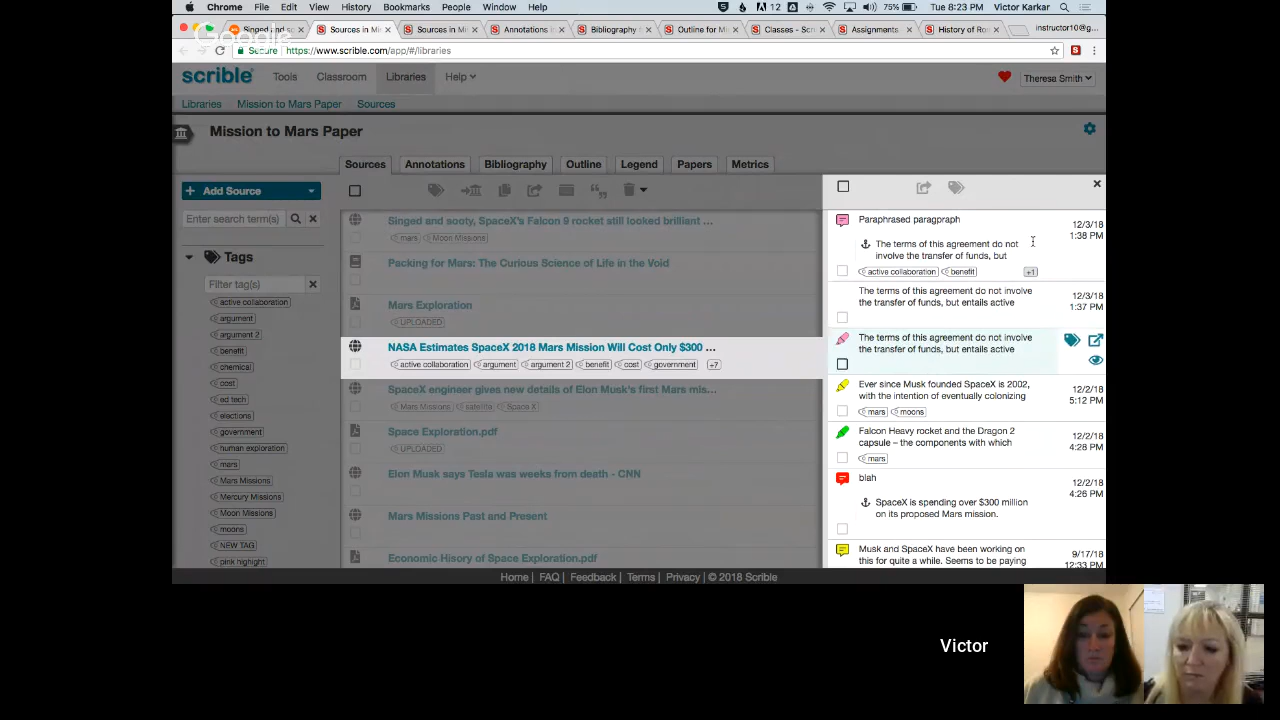 Chrome File Edit View History Bookmarks People Window Help 12 75% Tue 8:23 PM Victor Karkar
Singed and so Sources in Mi Sources in M Annotations i Bibliography Outline for M Classes - Scri Assignments History of Ro instructor10@g...
Google
Secure https://www.scrible.com/app/#/libraries
scrible Tools Classroom Libraries Help Theresa Smith
Libraries Mission to Mars Paper Sources
Mission to Mars Paper
Sources Annotations Bibliography Outline Legend Papers Metrics
+ Add Source
Enter search term(s)
Tags
Filter tag(s)
active collaboration
argument
argument 2
benefit
chemical
cost
ed tech
elections
government
human exploration
mars
Mars Missions
Mercury Missions
Moon Missions
moons
NEW TAG
pink highight
Singed and sooty, SpaceX's Falcon 9 rocket still looked brilliant ...
mars Moon Missions
Packing for Mars: The Curious Science of Life in the Void
Mars Exploration
UPLOADED
NASA Estimates SpaceX 2018 Mars Mission Will Cost Only $300 ...
active collaboration argument argument 2 benefit cost government +7
SpaceX engineer gives new details of Elon Musk's first Mars mis...
Mars Missions satellite Space X
Space Exploration.pdf
UPLOADED
Elon Musk says Tesla was weeks from death - CNN
Mars Missions Past and Present
Economic Hisory of Space Exploration.pdf
Paraphrased paragraph 12/3/18
1:38 PM
The terms of this agreement do not
involve the transfer of funds, but
active collaboration benefit +1
The terms of this agreement do not involve 12/3/18
the transfer of funds, but entails active 1:37 PM
The terms of this agreement do not involve
the transfer of funds, but entails active
Ever since Musk founded SpaceX is 2002, 12/2/18
with the intention of eventually colonizing 5:12 PM
mars moons
Falcon Heavy rocket and the Dragon 2 12/2/18
capsule – the components with which 4:28 PM
mars
blah 12/2/18
4:26 PM
SpaceX is spending over $300 million
on its proposed Mars mission.
Musk and SpaceX have been working on 9/17/18
this for quite a while. Seems to be paying 12:33 PM
Home | FAQ | Feedback | Terms | Privacy | © 2018 Scrible
Victor